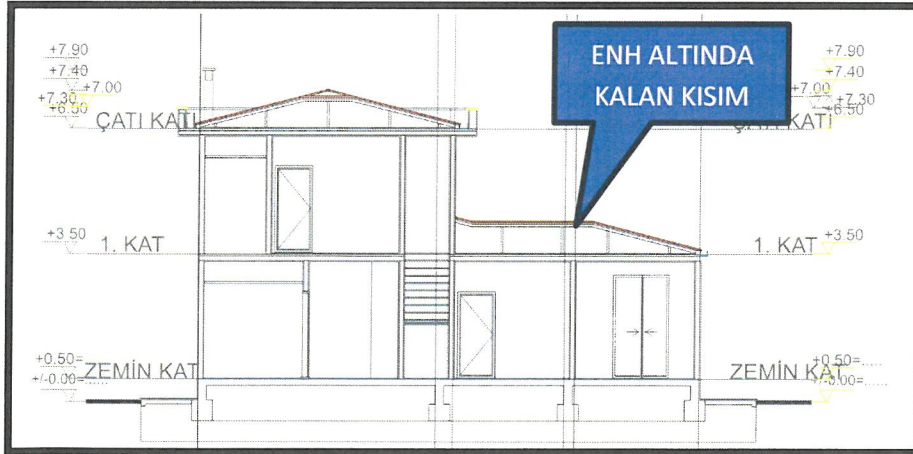 ENH ALTINDA
KALAN KISIM
+7.90
+7.40
+7.00
+7.30
+6.50
ÇATI KATI
+7.90
+7.40
+7.00
+7.30
+6.50
ÇATI KATI
+3.50
1. KAT
1. KAT
+3.50
+0.50=
+/-0.00=......
ZEMİN KAT
ZEMİN KAT
+0.50=......
+/-0.00=......